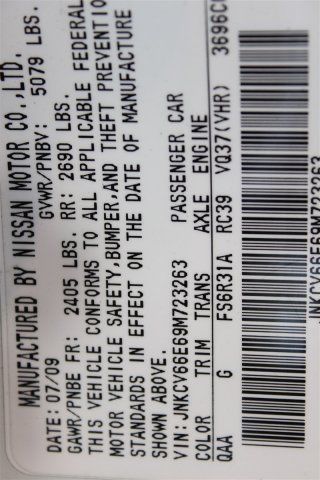 MANUFACTURED BY NISSAN MOTOR CO.,LTD.
DATE: 07/09 GVWR/PNBV: 5079 LBS.
GAWR/PNBE FR: 2405 LBS. RR: 2690 LBS.
THIS VEHICLE CONFORMS TO ALL APPLICABLE FEDERAL
MOTOR VEHICLE SAFETY,BUMPER,AND THEFT PREVENTIO
STANDARDS IN EFFECT ON THE DATE OF MANUFACTURE
SHOWN ABOVE.
VIN: JNKCV66E69M723263 PASSENGER CAR
COLOR TRIM TRANS AXLE ENGINE
QAA G FS6R31A RC39 VQ37(VHR) 3696C
JNKCV66E69M723263